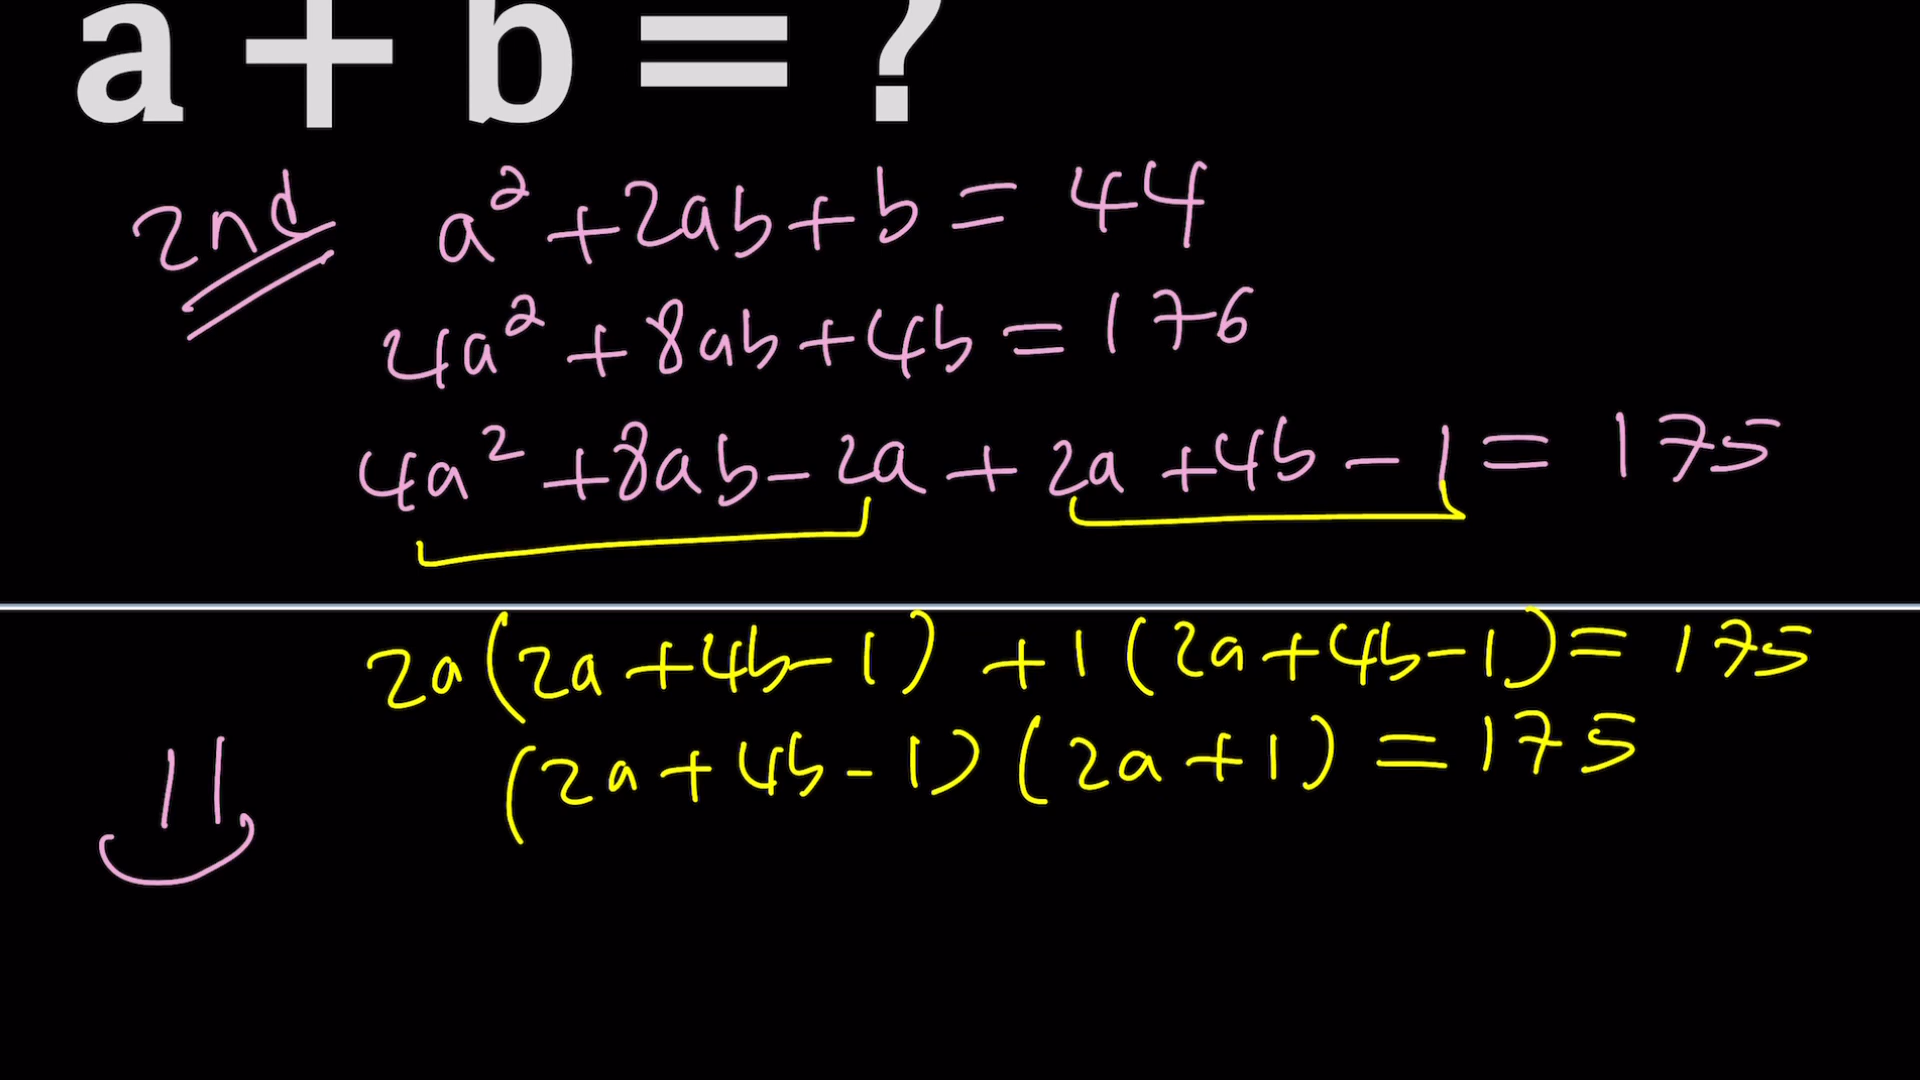 a + b = ?
2nd a² + 2ab + b = 44
4a² + 8ab + 4b = 176
4a² + 8ab - 2a + 2a + 4b - 1 = 175
2a(2a + 4b - 1) + 1(2a + 4b - 1) = 175
(2a + 4b - 1)(2a + 1) = 175